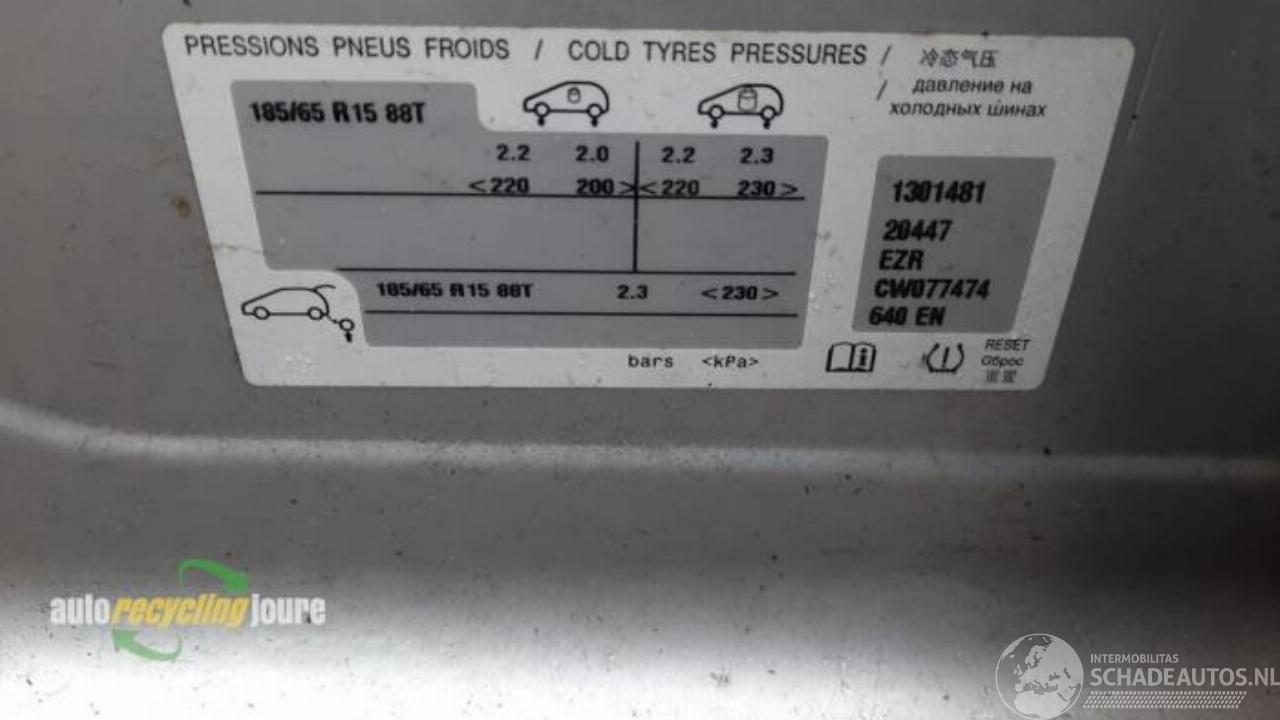 PRESSIONS PNEUS FROIDS / COLD TYRES PRESSURES / 冷态气压
/ давление на
холодных шинах
185/65 R15 88T
2.2 2.0 2.2 2.3
<220 200> <220 230>
185/65 R15 88T 2.3 <230>
bars <kPa>
1301481
20447
EZR
CW077474
640 EN
RESET
Сброс
autorecycling joure
INTERMOBILITAS
SCHADEAUTOS.NL